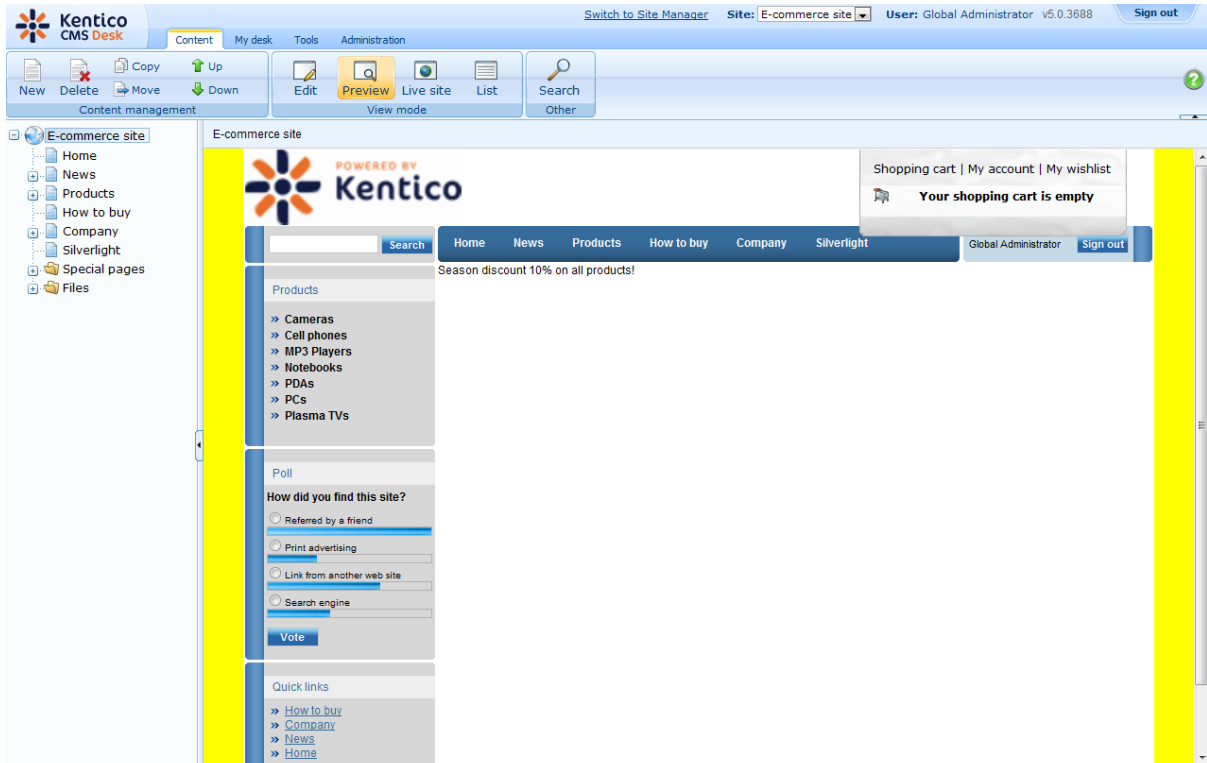 Kentico
CMS Desk
Switch to Site Manager Site: E-commerce site User: Global Administrator v5.0.3688 Sign out
Content My desk Tools Administration
New Delete Copy Move Up Down
Content management
Edit Preview Live site List
View mode
Search
Other
E-commerce site
Home
News
Products
How to buy
Company
Silverlight
Special pages
Files
E-commerce site
POWERED BY
Kentico
Shopping cart | My account | My wishlist
Your shopping cart is empty
Search Home News Products How to buy Company Silverlight Global Administrator Sign out
Season discount 10% on all products!
Products
» Cameras
» Cell phones
» MP3 Players
» Notebooks
» PDAs
» PCs
» Plasma TVs
Poll
How did you find this site?
Referred by a friend
Print advertising
Link from another web site
Search engine
Vote
Quick links
» How to buy
» Company
» News
» Home